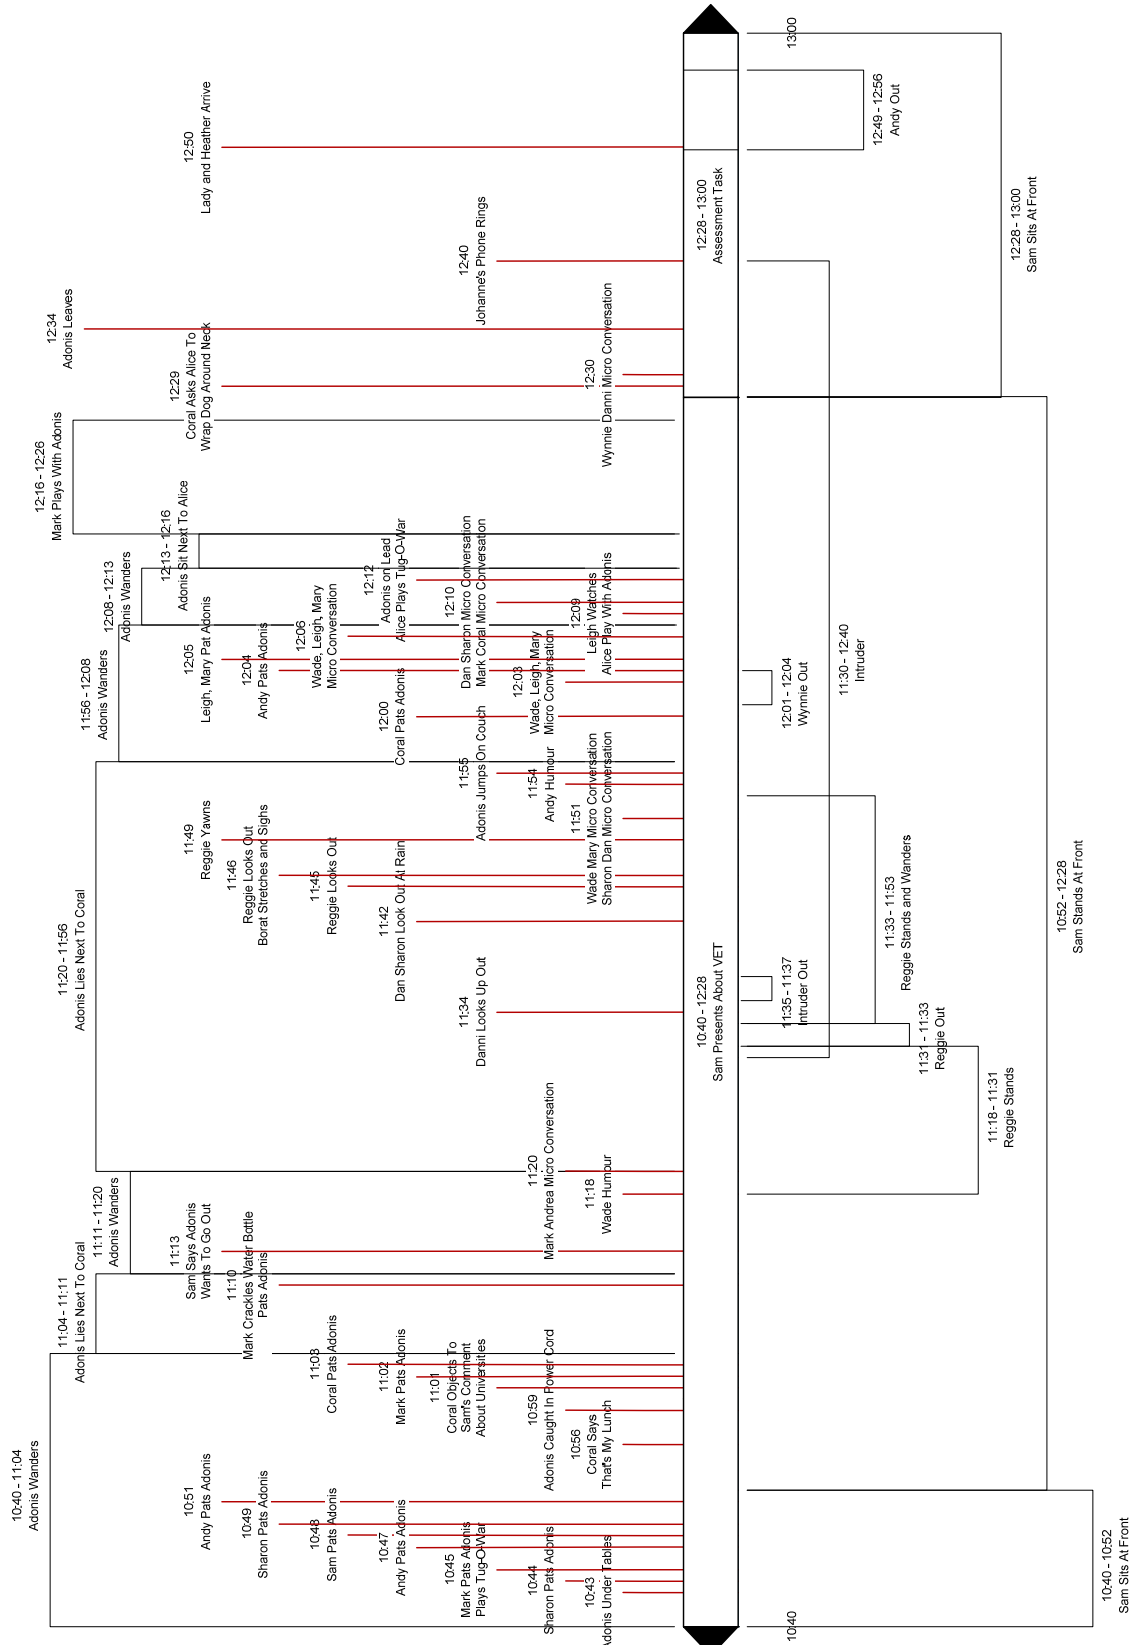 10:40 - 11:04
Adonis Wanders
11:04 - 11:11
Adonis Lies Next To Coral
11:11 - 11:20
Adonis Wanders
11:20 - 11:56
Adonis Lies Next To Coral
11:56 - 12:08
Adonis Wanders
12:08 - 12:13
Adonis Wanders
12:13 - 12:16
Adonis Sit Next To Alice
12:16 - 12:26
Mark Plays With Adonis
12:34
Adonis Leaves
10:51
Andy Pats Adonis
10:49
Sharon Pats Adonis
10:48
Sam Pats Adonis
10:47
Andy Pats Adonis
10:45
Mark Pats Adonis
Plays Tug-O-War
10:44
Sharon Pats Adonis
10:43
Adonis Under Tables
11:03
Coral Pats Adonis
11:02
Mark Pats Adonis
11:01
Coral Objects To
Sam's Comment
About Universities
10:59
Adonis Caught In Power Cord
10:56
Coral Says
That's My Lunch
11:13
Sam Says Adonis
Wants To Go Out
11:10
Mark Crackles Water Bottle
Pats Adonis
11:20
Mark Andrea Micro Conversation
11:18
Wade Humour
11:34
Danni Looks Up Out
11:49
Reggie Yawns
11:46
Reggie Looks Out
Borat Stretches and Sighs
11:45
Reggie Looks Out
11:42
Dan Sharon Look Out At Rain
11:55
Adonis Jumps On Couch
11:54
Andy Humour
11:51
Wade Mary Micro Conversation
Sharon Dan Micro Conversation
12:05
Leigh, Mary Pat Adonis
12:04
Andy Pats Adonis
12:06
Wade, Leigh, Mary
Micro Conversation
12:00
Coral Pats Adonis
12:03
Wade, Leigh, Mary
Micro Conversation
12:12
Adonis on Lead
Alice Plays Tug-O-War
12:10
Dan Sharon Micro Conversation
Mark Coral Micro Conversation
12:09
Leigh Watches
Alice Play With Adonis
12:29
Coral Asks Alice To
Wrap Dog Around Neck
12:30
Wynnie Danni Micro Conversation
12:40
Johanne's Phone Rings
12:50
Lady and Heather Arrive
10:40 - 12:28
Sam Presents About VET
12:28 - 13:00
Assessment Task
10:40
13:00
11:35 - 11:37
Intruder Out
12:01 - 12:04
Wynnie Out
11:30 - 12:40
Intruder
12:49 - 12:56
Andy Out
11:33 - 11:53
Reggie Stands and Wanders
11:31 - 11:33
Reggie Out
11:18 - 11:31
Reggie Stands
12:28 - 13:00
Sam Sits At Front
10:52 - 12:28
Sam Stands At Front
10:40 - 10:52
Sam Sits At Front